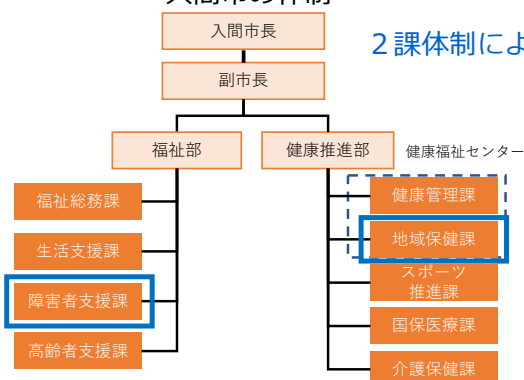 入間市の体制
２課体制によ
入間市長
副市長
福祉部
健康推進部
健康福祉センター
福祉総務課
生活支援課
障害者支援課
高齢者支援課
健康管理課
地域保健課
スポーツ
推進課
国保医療課
介護保健課